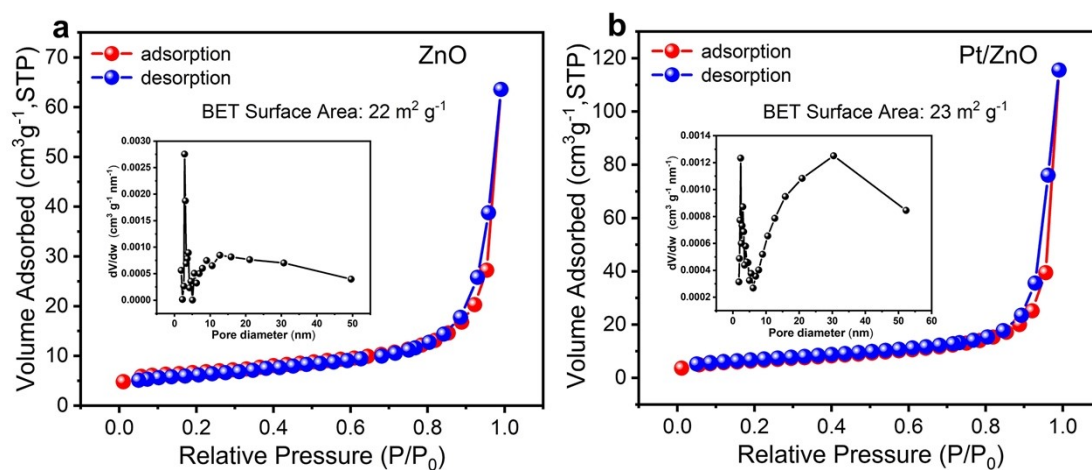 a
ZnO
adsorption
desorption
BET Surface Area: 22 m² g⁻¹
Volume Adsorbed (cm³g⁻¹,STP)
70
60
50
40
30
20
10
0
0.0 0.2 0.4 0.6 0.8 1.0
Relative Pressure (P/P₀)
dV/dw (cm³ g⁻¹ nm⁻¹)
0.0030
0.0025
0.0020
0.0015
0.0010
0.0005
0.0000
0 10 20 30 40 50
Pore diameter (nm)
b
Pt/ZnO
adsorption
desorption
BET Surface Area: 23 m² g⁻¹
Volume Adsorbed (cm³g⁻¹,STP)
120
100
80
60
40
20
0
0.0 0.2 0.4 0.6 0.8 1.0
Relative Pressure (P/P₀)
dV/dw (cm³ g⁻¹ nm⁻¹)
0.0014
0.0012
0.0010
0.0008
0.0006
0.0004
0.0002
0 10 20 30 40 50 60
Pore diameter (nm)